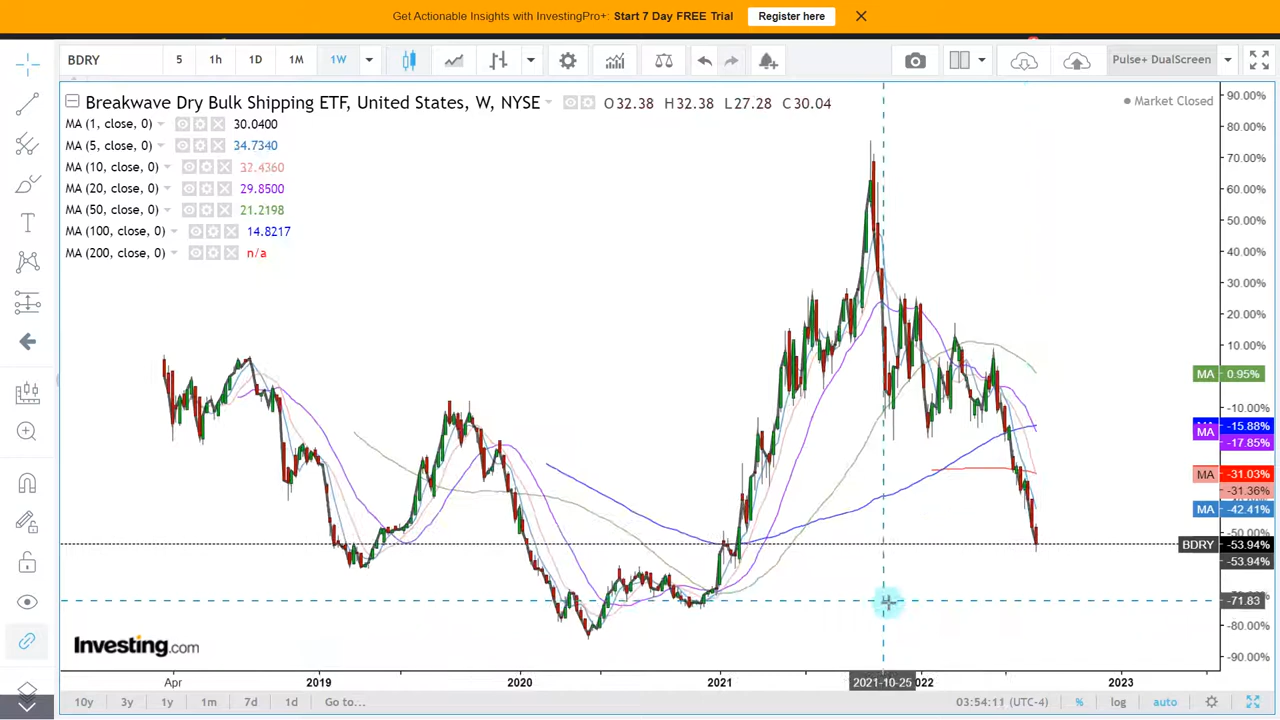 Get Actionable Insights with InvestingPro+: Start 7 Day FREE Trial Register here
BDRY 5 1h 1D 1M 1W Pulse+ DualScreen
Breakwave Dry Bulk Shipping ETF, United States, W, NYSE O32.38 H32.38 L27.28 C30.04 Market Closed
MA (1, close, 0) 30.0400
MA (5, close, 0) 34.7340
MA (10, close, 0) 32.4360
MA (20, close, 0) 29.8500
MA (50, close, 0) 21.2198
MA (100, close, 0) 14.8217
MA (200, close, 0) n/a
90.00%
80.00%
70.00%
60.00%
50.00%
40.00%
30.00%
20.00%
10.00%
MA 0.95%
-10.00%
-15.88%
MA -17.85%
MA -31.03%
-31.36%
MA -42.41%
-50.00%
BDRY -53.94%
-53.94%
-71.83
-80.00%
-90.00%
Investing.com
Apr 2019 2020 2021 2021-10-25 2022 2023
10y 3y 1y 1m 7d 1d Go to... 03:54:11 (UTC-4) % log auto